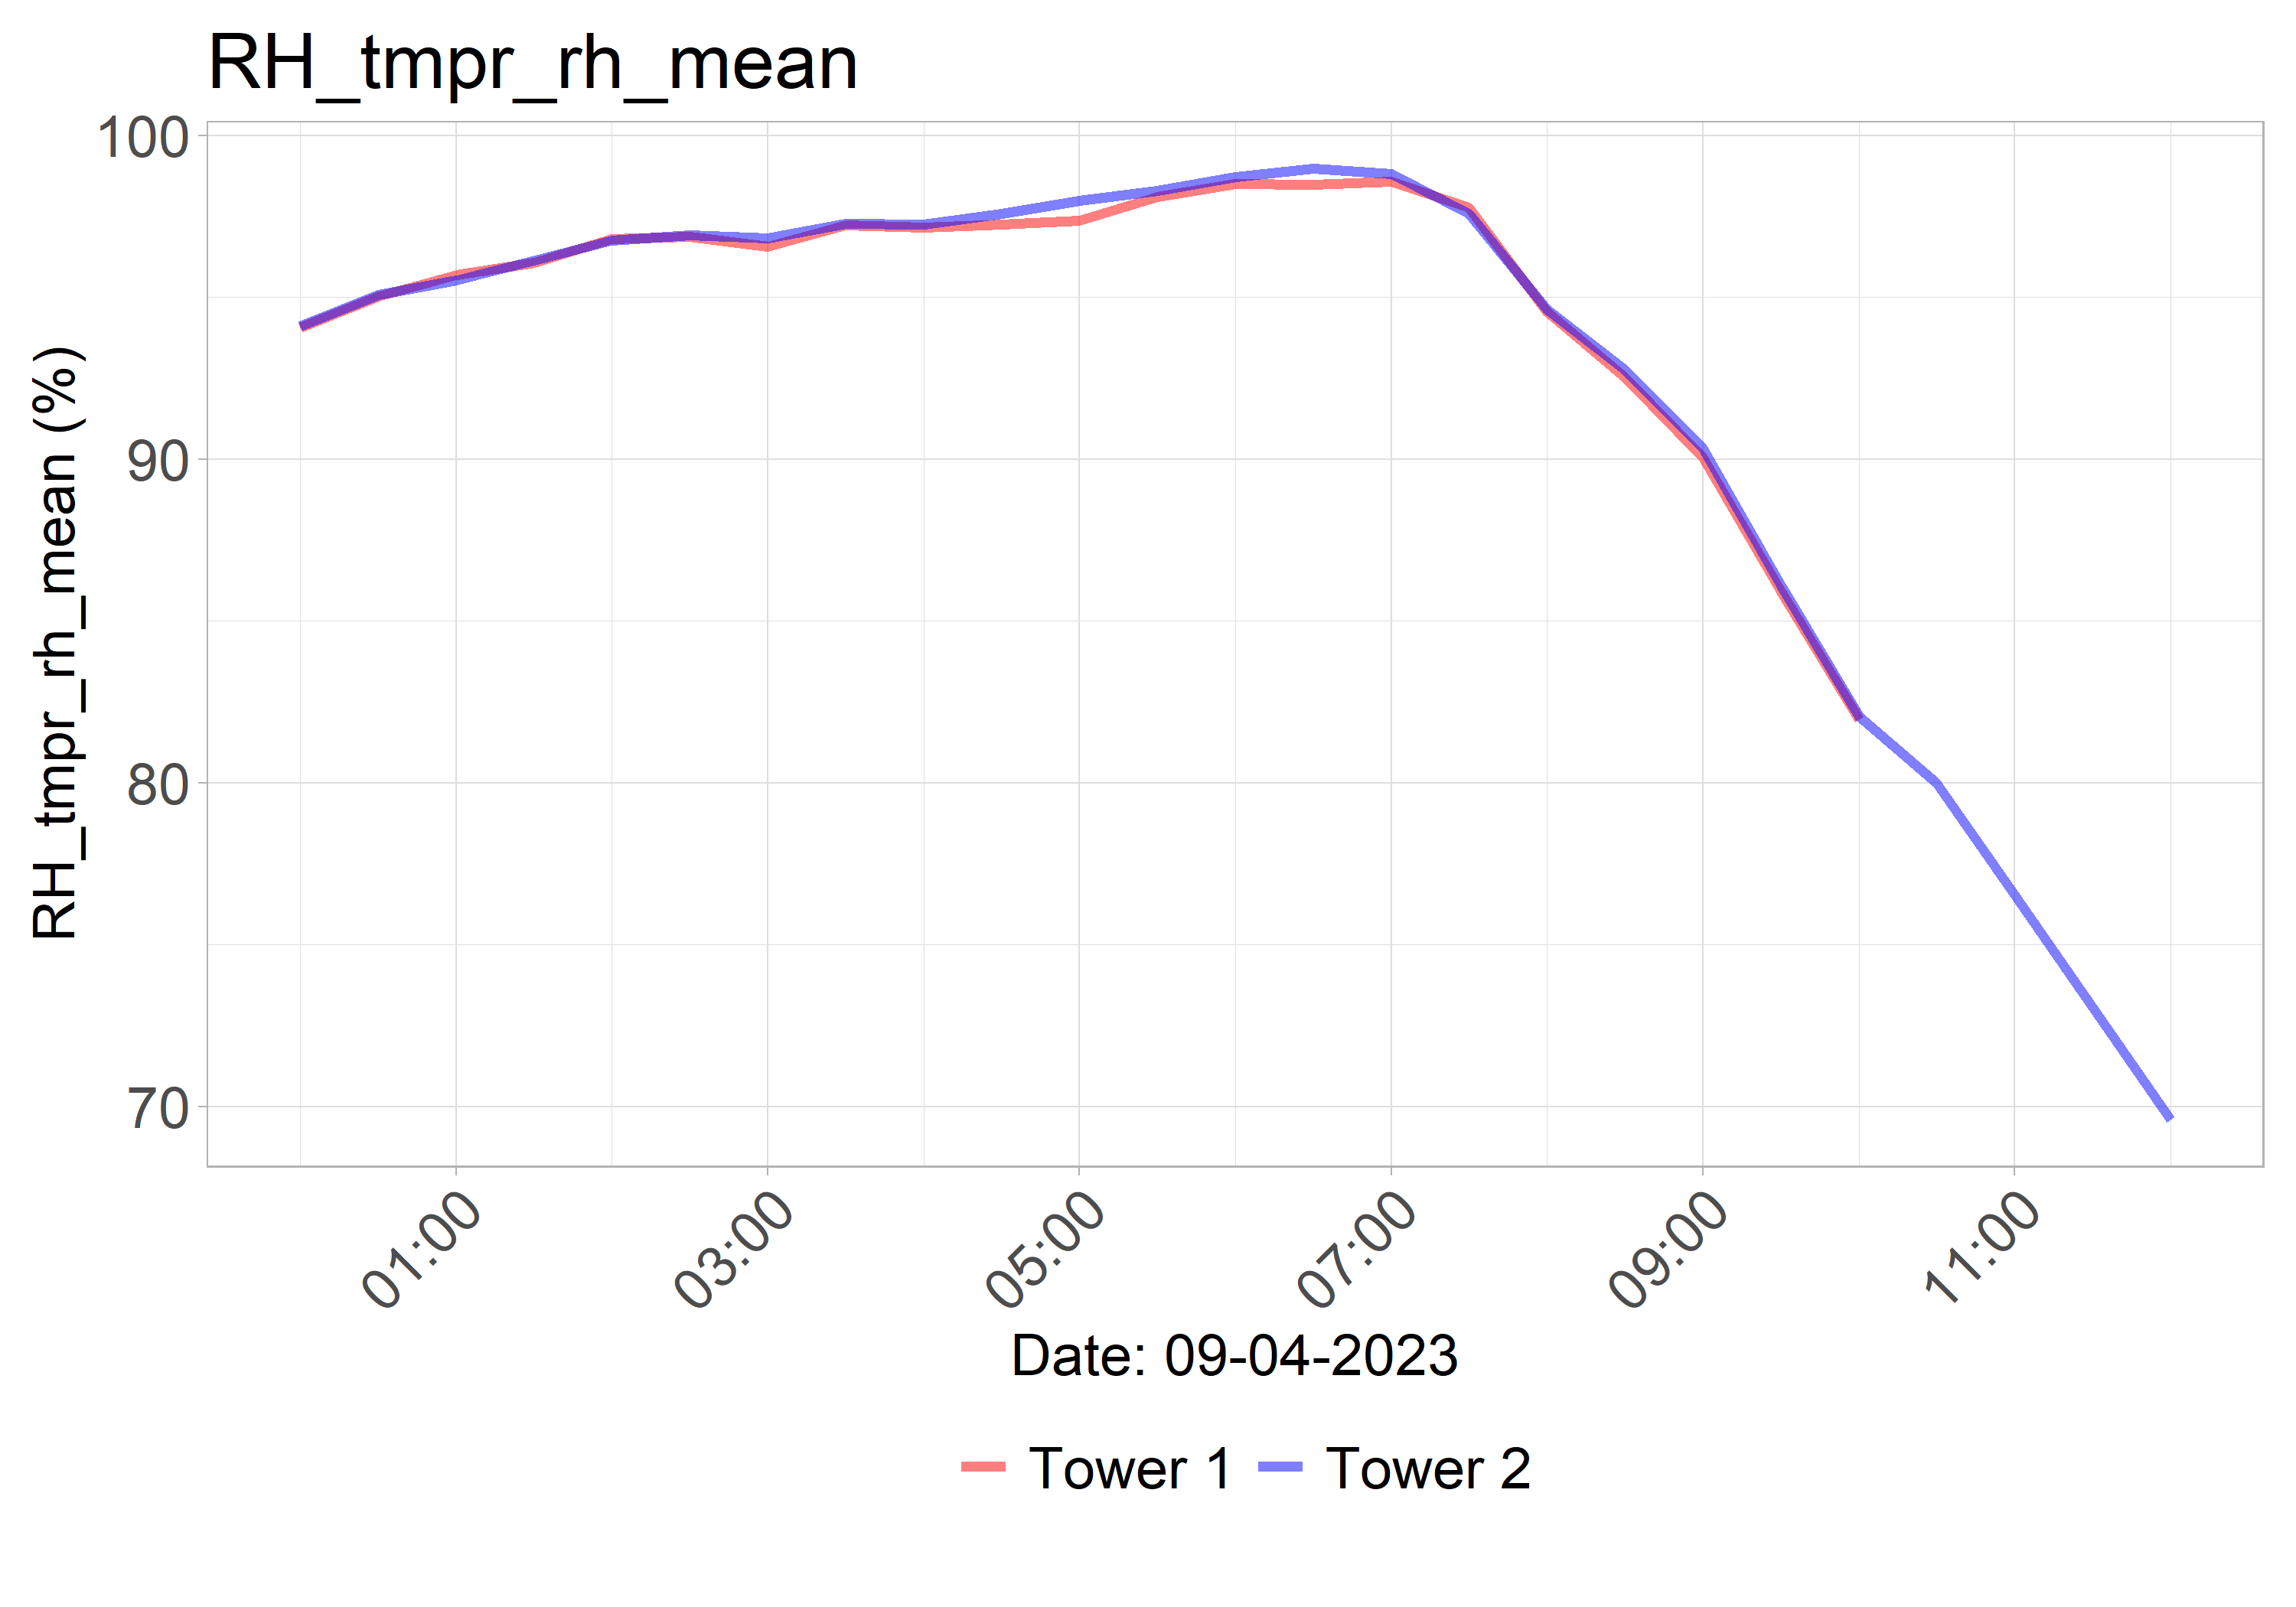 RH_tmpr_rh_mean
RH_tmpr_rh_mean (%)
100
90
80
70
01:00 03:00 05:00 07:00 09:00 11:00
Date: 09-04-2023
Tower 1 Tower 2